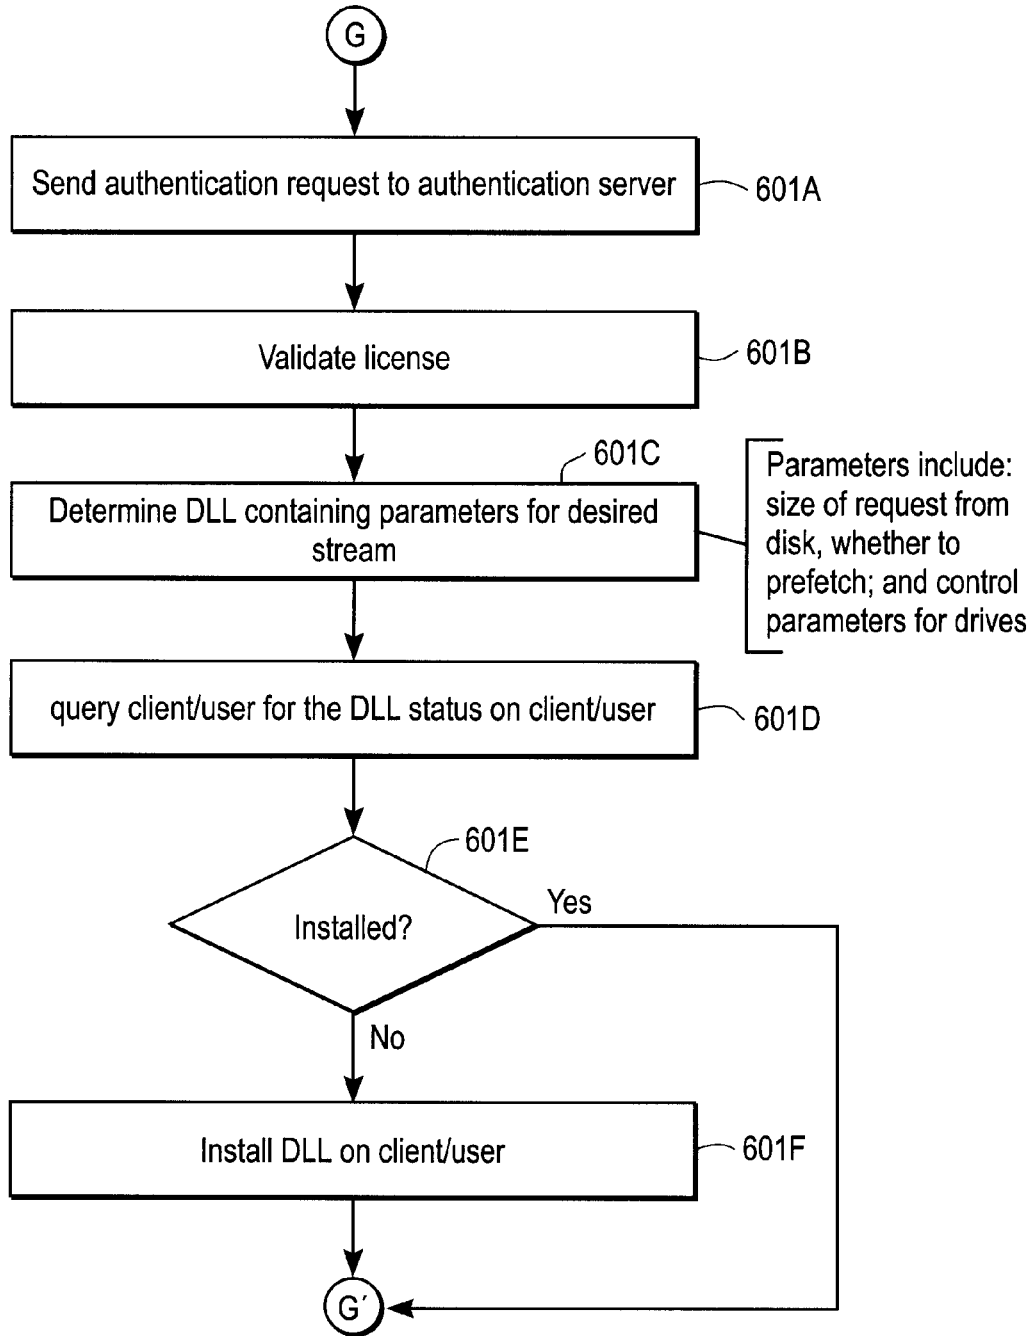 G
Send authentication request to authentication server
601A
Validate license
601B
601C
Determine DLL containing parameters for desired
stream
Parameters include:
size of request from
disk, whether to
prefetch; and control
parameters for drives
query client/user for the DLL status on client/user
601D
601E
Installed?
Yes
No
Install DLL on client/user
601F
G´